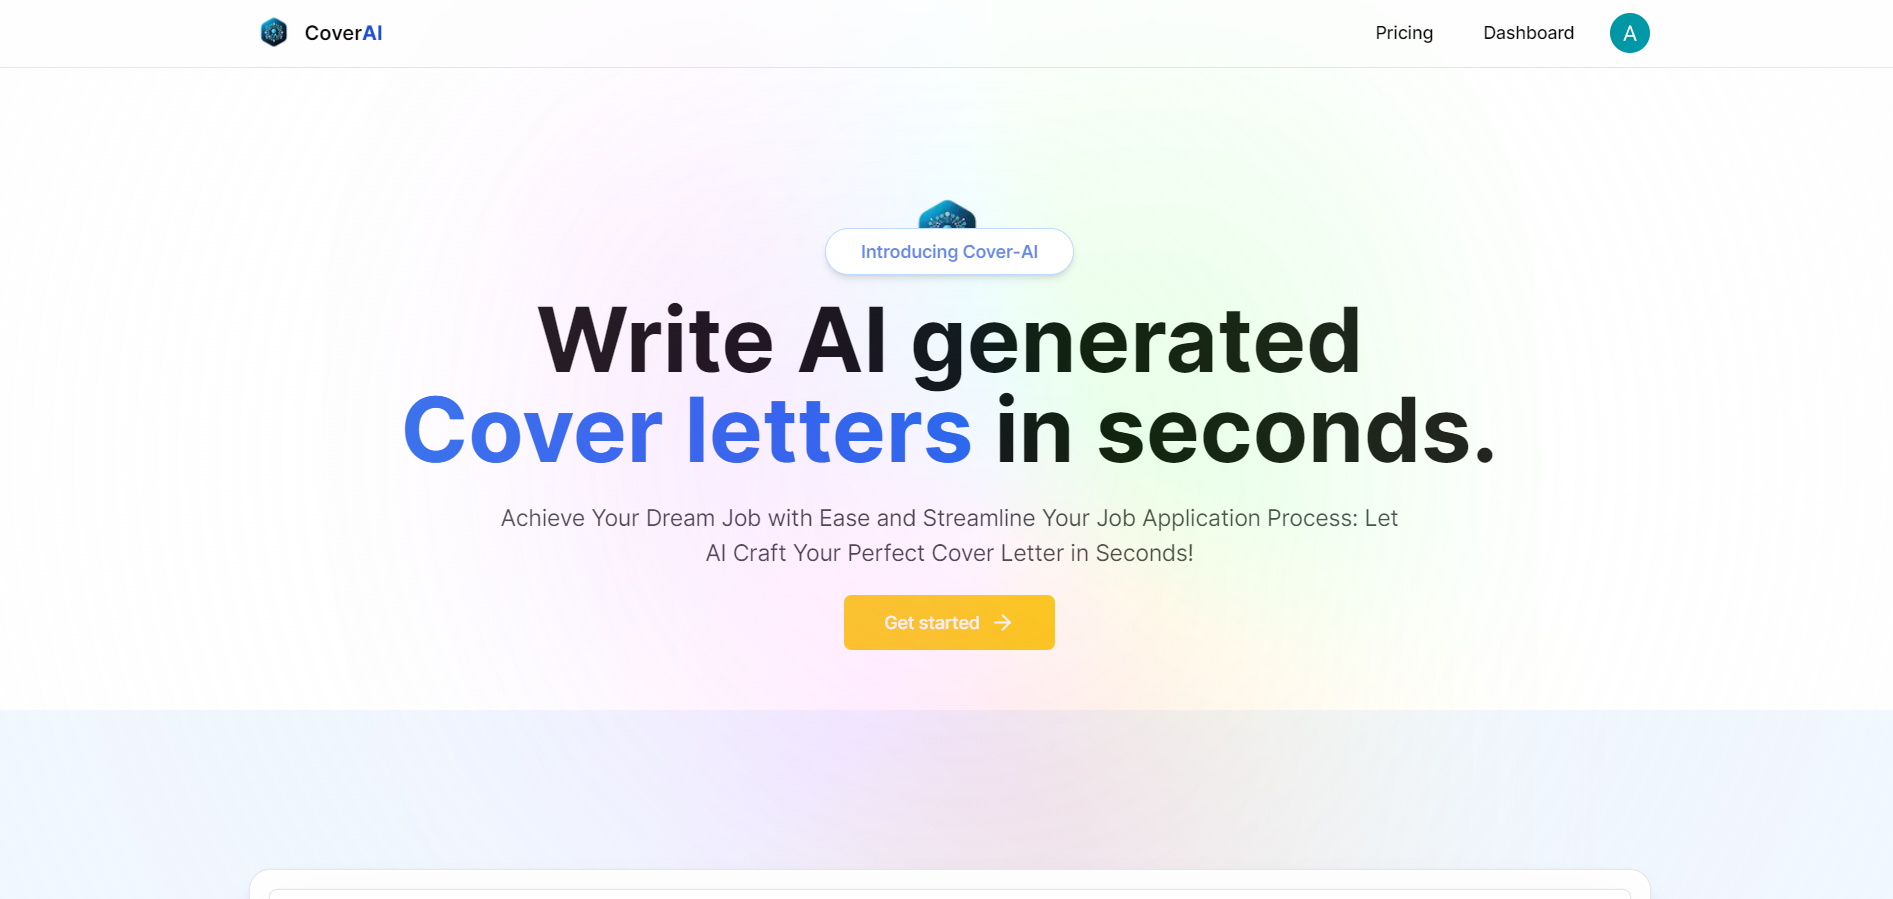 CoverAI
Pricing
Dashboard
A
Introducing Cover-AI
Write AI generated
Cover letters in seconds.
Achieve Your Dream Job with Ease and Streamline Your Job Application Process: Let
AI Craft Your Perfect Cover Letter in Seconds!
Get started